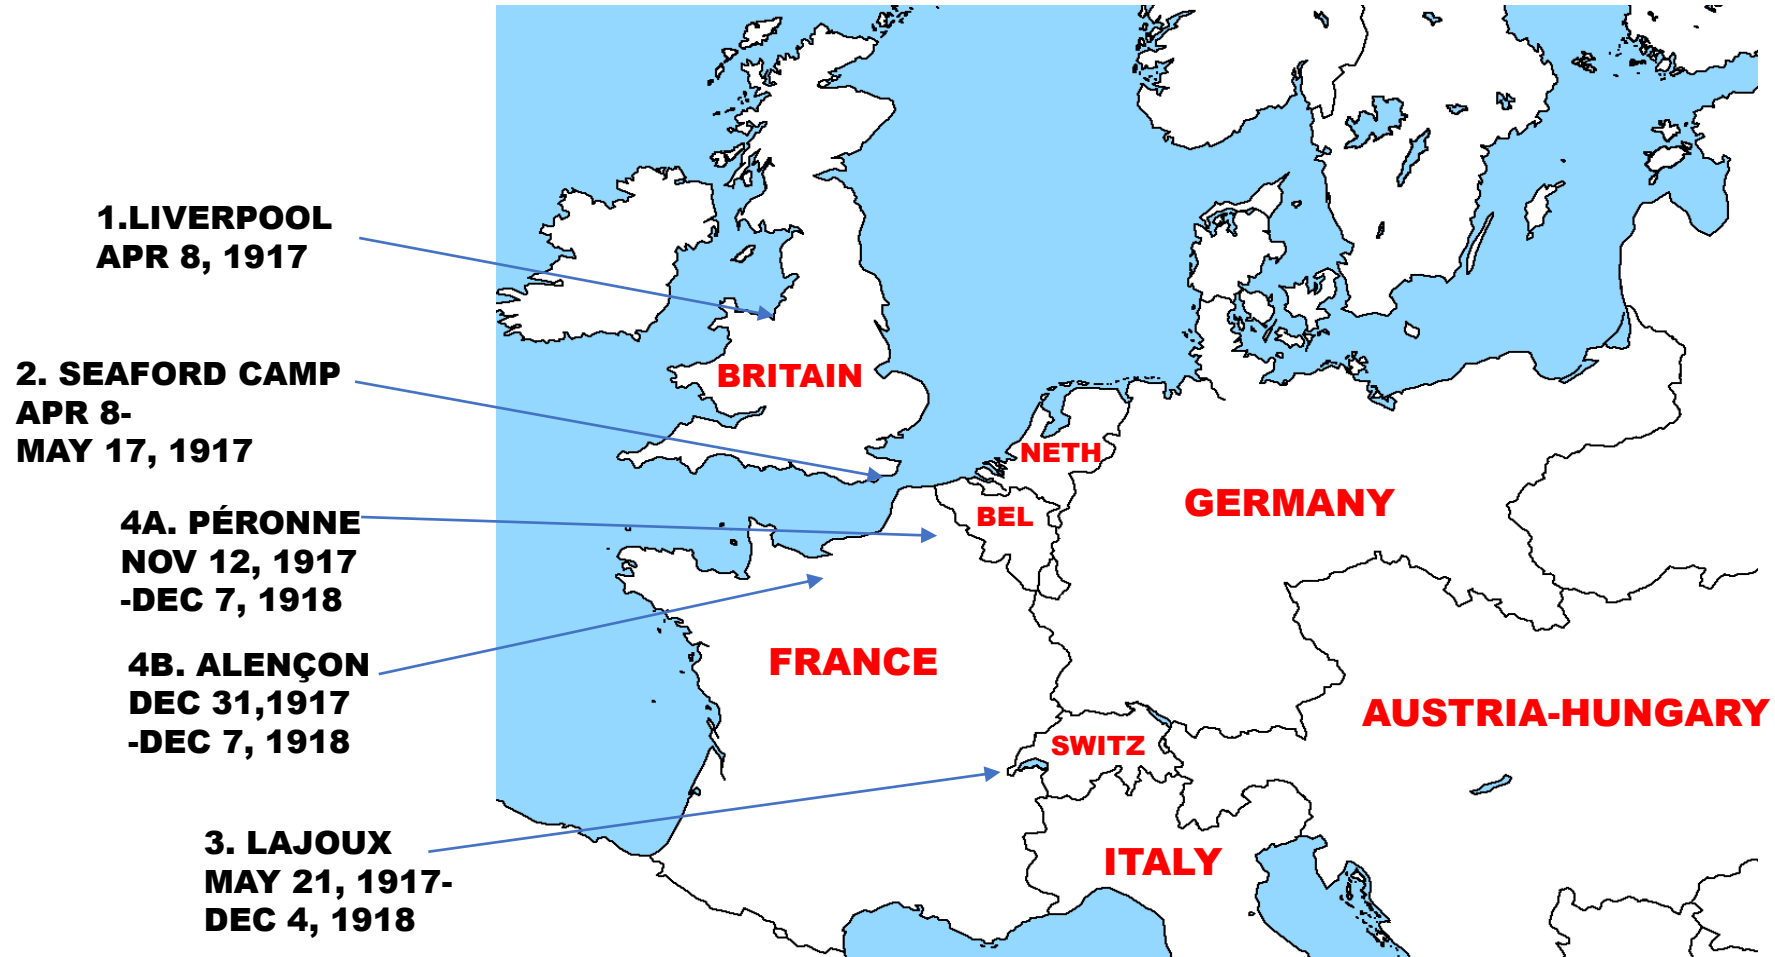 1.LIVERPOOL
APR 8, 1917
2. SEAFORD CAMP
APR 8-
MAY 17, 1917
4A. PÉRONNE
NOV 12, 1917
-DEC 7, 1918
4B. ALENÇON
DEC 31,1917
-DEC 7, 1918
3. LAJOUX
MAY 21, 1917-
DEC 4, 1918
BRITAIN
NETH
BEL
GERMANY
FRANCE
AUSTRIA-HUNGARY
SWITZ
ITALY